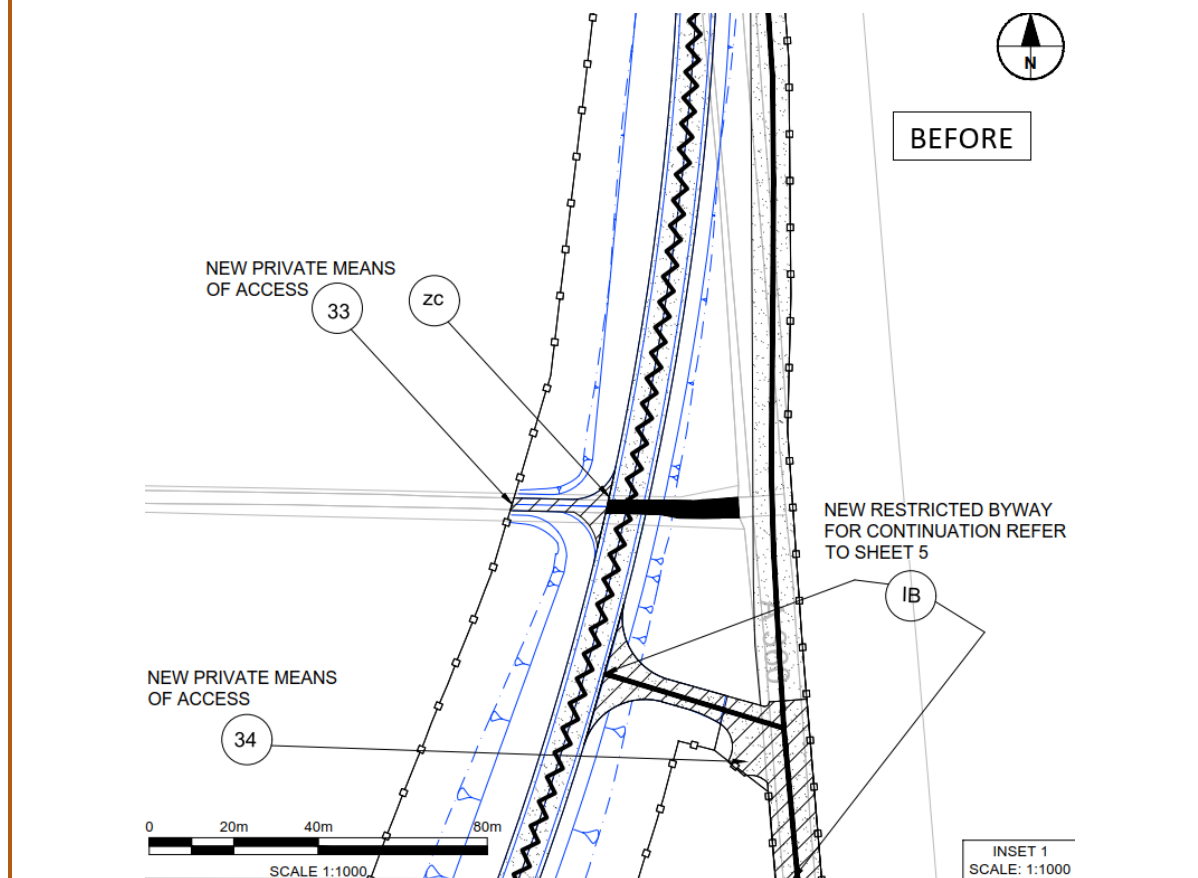 N
BEFORE
NEW PRIVATE MEANS
OF ACCESS
33
zc
NEW RESTRICTED BYWAY
FOR CONTINUATION REFER
TO SHEET 5
IB
NEW PRIVATE MEANS
OF ACCESS
34
0 20m 40m 80m
SCALE 1:1000
INSET 1
SCALE: 1:1000